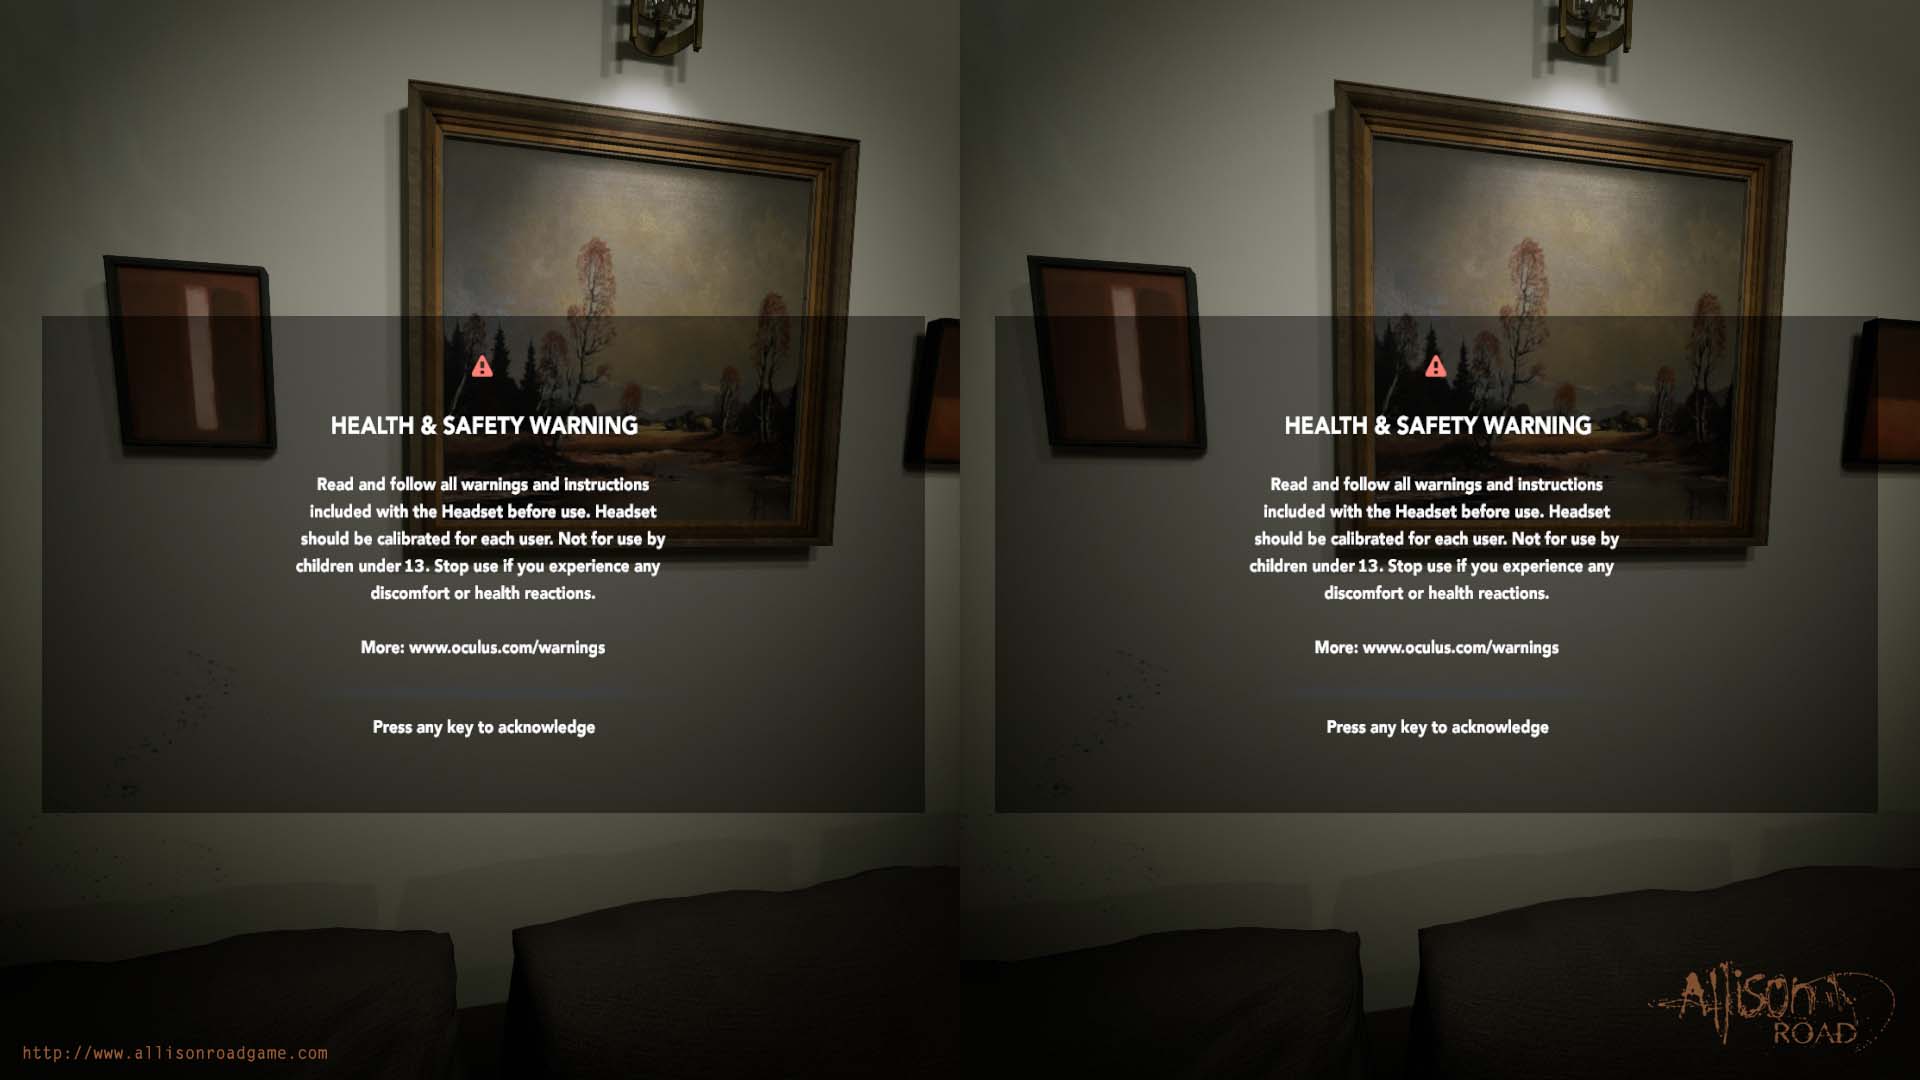 HEALTH & SAFETY WARNING
Read and follow all warnings and instructions
included with the Headset before use. Headset
should be calibrated for each user. Not for use by
children under 13. Stop use if you experience any
discomfort or health reactions.
More: www.oculus.com/warnings
Press any key to acknowledge
HEALTH & SAFETY WARNING
Read and follow all warnings and instructions
included with the Headset before use. Headset
should be calibrated for each user. Not for use by
children under 13. Stop use if you experience any
discomfort or health reactions.
More: www.oculus.com/warnings
Press any key to acknowledge
http://www.allisonroadgame.com
Allison
ROAD